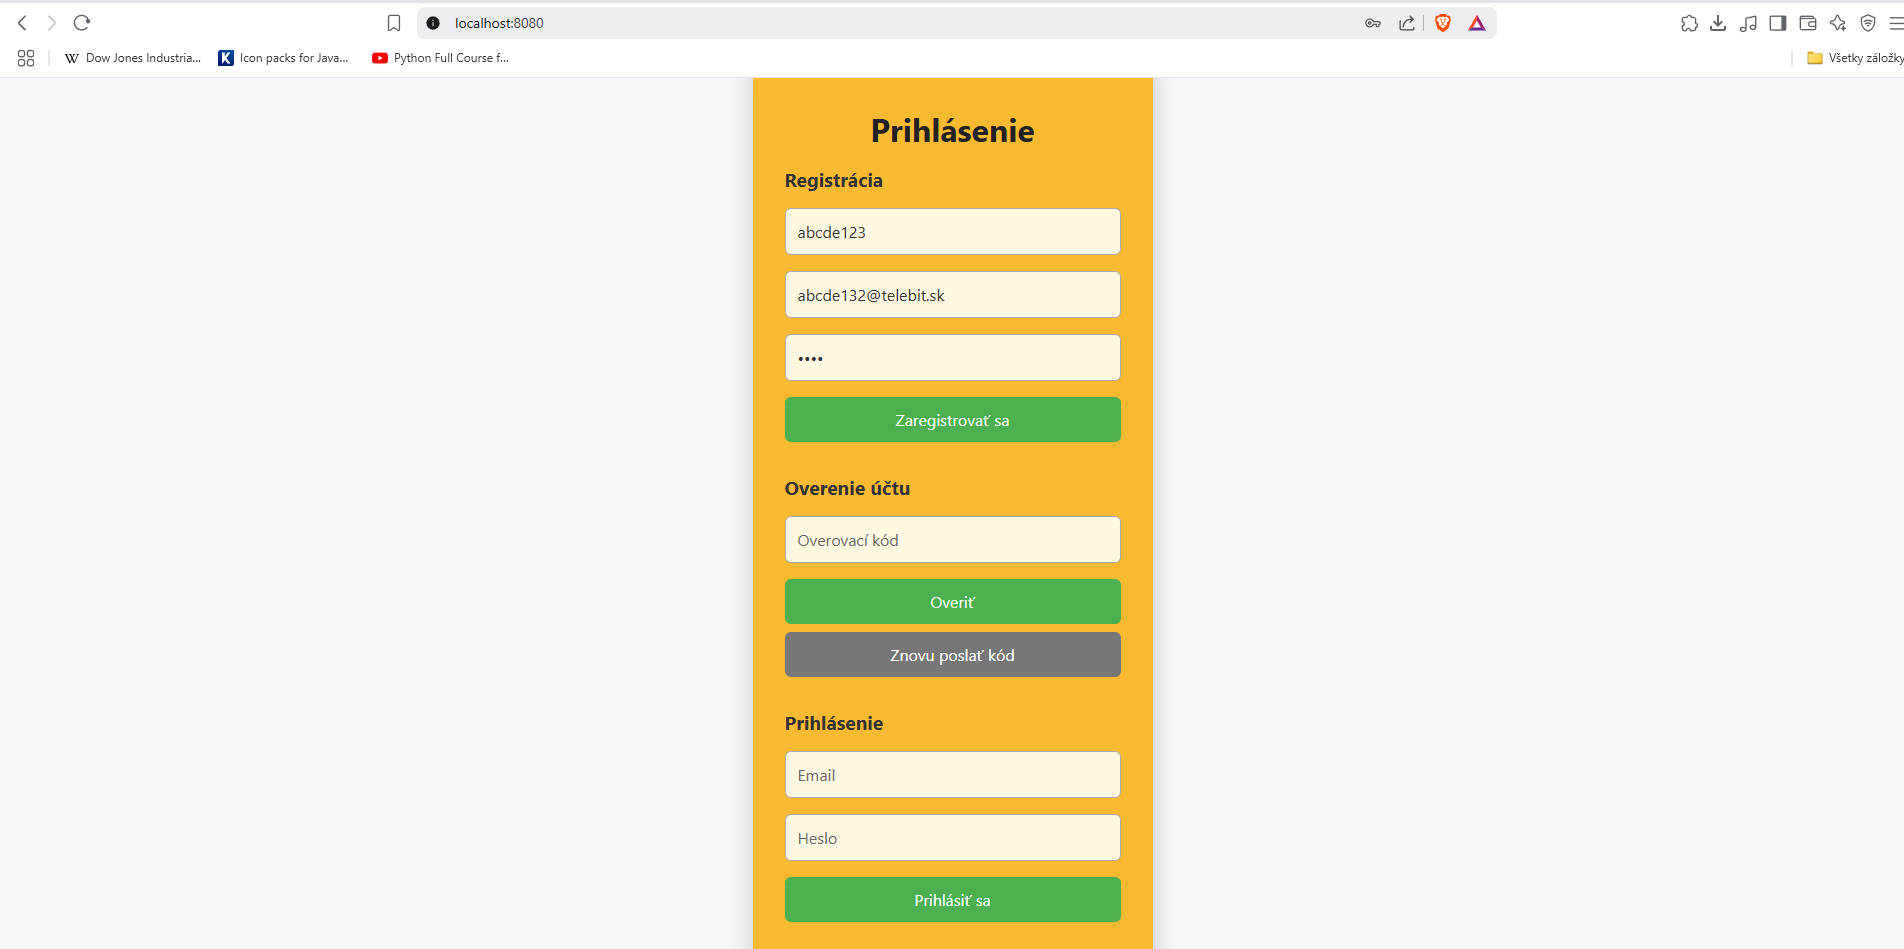 localhost:8080
Dow Jones Industria...
Icon packs for Java...
Python Full Course f...
Všetky záložky
Prihlásenie
Registrácia
abcde123
abcde132@telebit.sk
••••
Zaregistrovať sa
Overenie účtu
Overovací kód
Overiť
Znovu poslať kód
Prihlásenie
Email
Heslo
Prihlásiť sa